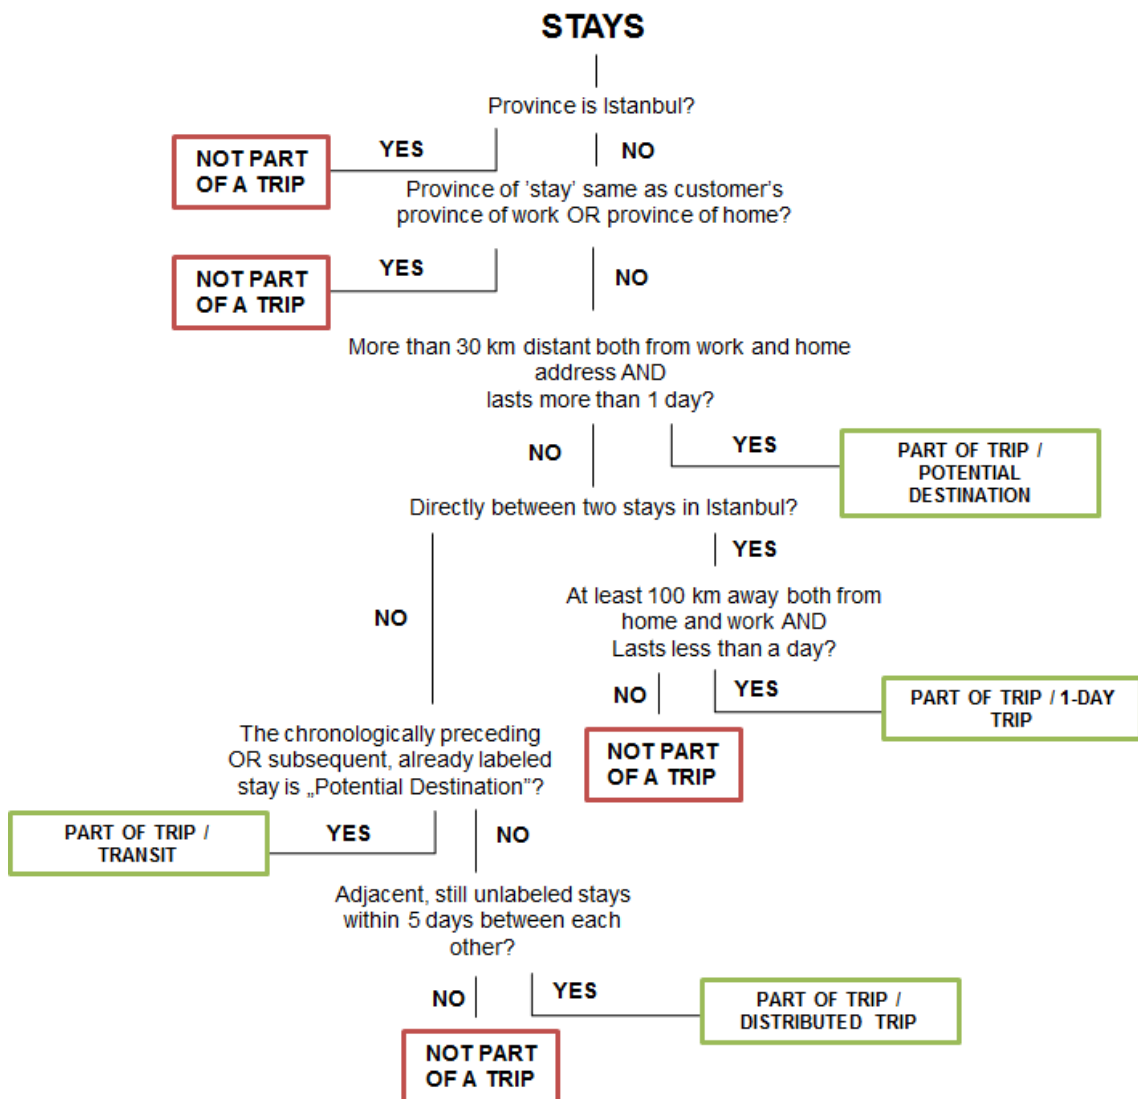 STAYS
Province is Istanbul?
YES
NO
NOT PART
OF A TRIP
Province of 'stay' same as customer's
province of work OR province of home?
YES
NO
NOT PART
OF A TRIP
More than 30 km distant both from work and home
address AND
lasts more than 1 day?
NO
YES
PART OF TRIP /
POTENTIAL
DESTINATION
Directly between two stays in Istanbul?
NO
YES
At least 100 km away both from
home and work AND
Lasts less than a day?
NO
YES
PART OF TRIP / 1-DAY
TRIP
NOT PART
OF A TRIP
The chronologically preceding
OR subsequent, already labeled
stay is „Potential Destination”?
YES
NO
PART OF TRIP /
TRANSIT
Adjacent, still unlabeled stays
within 5 days between each
other?
NO
YES
PART OF TRIP /
DISTRIBUTED TRIP
NOT PART
OF A TRIP